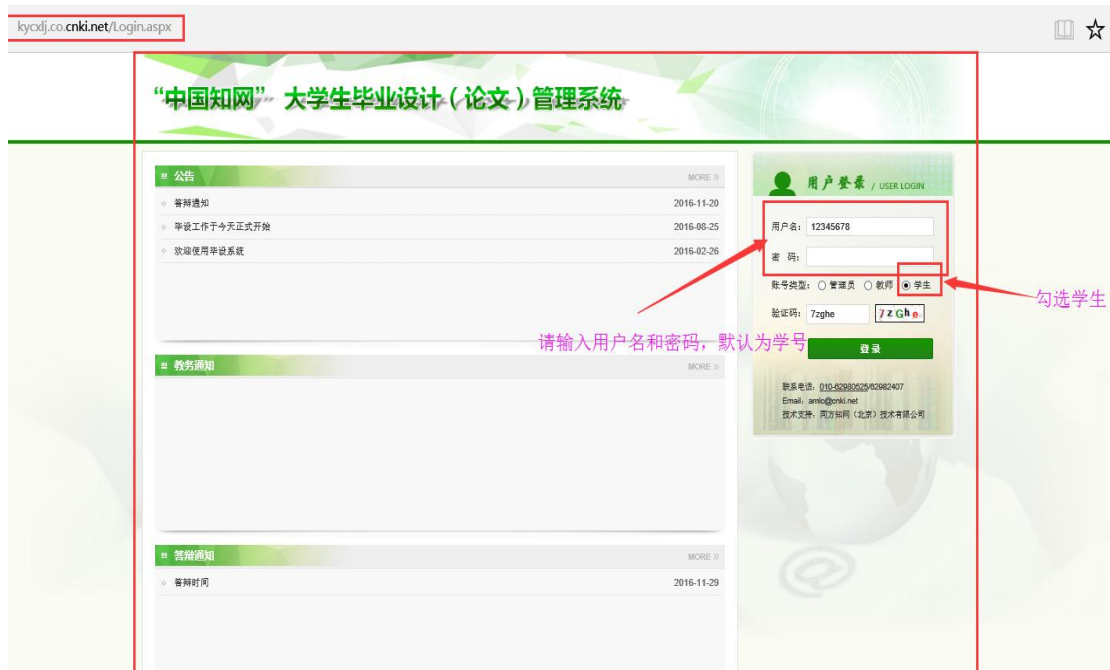 kycxlj.co.cnki.net/Login.aspx
“中国知网”大学生毕业设计(论文)管理系统
公告 MORE »
答辩通知 2016-11-20
毕设工作于今天正式开始 2016-08-25
欢迎使用毕设系统 2016-02-26
教务通知 MORE »
答辩通知 MORE »
答辩时间 2016-11-29
用户登录 / USER LOGIN
用户名: 12345678
密 码:
账号类型: 管理员 教师 学生
验证码: 7zghe 7ZGhe
登录
联系电话: 010-62980525/62982407
Email: amlc@cnki.net
技术支持: 同方知网(北京)技术有限公司
请输入用户名和密码，默认为学号
勾选学生